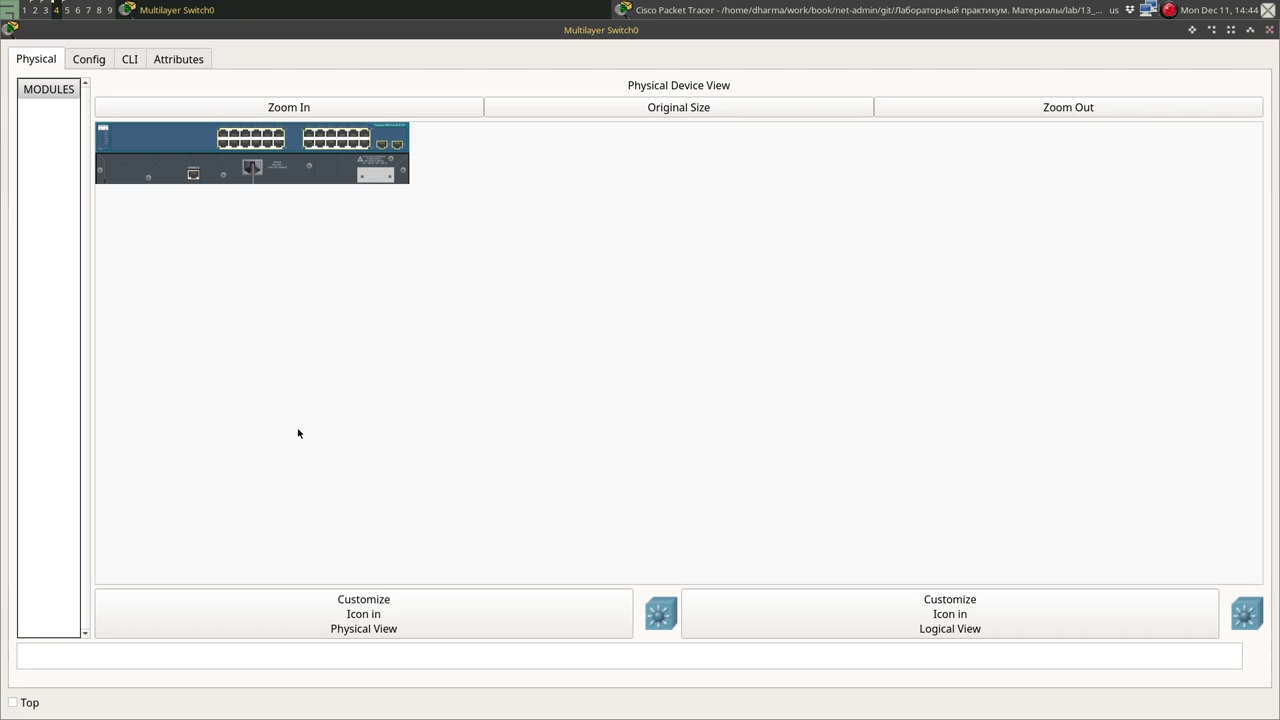 1 2 3 4 5 6 7 8 9 Multilayer Switch0 Cisco Packet Tracer - /home/dharma/work/book/net-admin/git/Лабораторный практикум. Материалы/lab/13_... us Mon Dec 11, 14:44
Multilayer Switch0
Physical Config CLI Attributes
MODULES
Physical Device View
Zoom In Original Size Zoom Out
Customize
Icon in
Physical View
Customize
Icon in
Logical View
Top